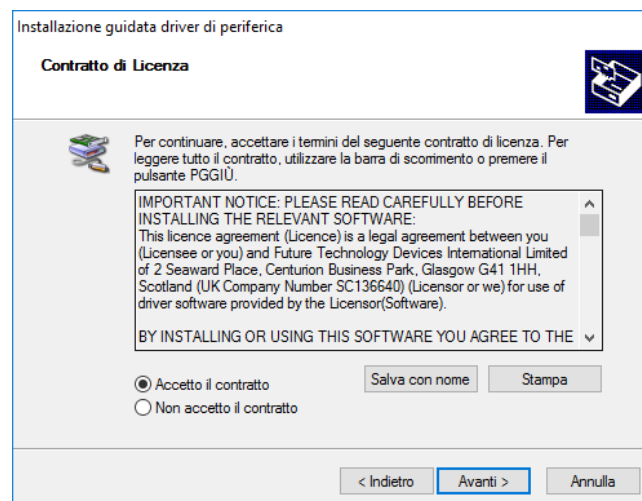 Installazione guidata driver di periferica
Contratto di Licenza
Per continuare, accettare i termini del seguente contratto di licenza. Per
leggere tutto il contratto, utilizzare la barra di scorrimento o premere il
pulsante PGGIÙ.
IMPORTANT NOTICE: PLEASE READ CAREFULLY BEFORE
INSTALLING THE RELEVANT SOFTWARE:
This licence agreement (Licence) is a legal agreement between you
(Licensee or you) and Future Technology Devices International Limited
of 2 Seaward Place, Centurion Business Park, Glasgow G41 1HH,
Scotland (UK Company Number SC136640) (Licensor or we) for use of
driver software provided by the Licensor(Software).
BY INSTALLING OR USING THIS SOFTWARE YOU AGREE TO THE
Accetto il contratto
Salva con nome
Stampa
Non accetto il contratto
< Indietro
Avanti >
Annulla